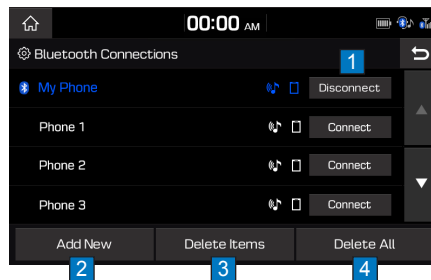 00:00 AM
Bluetooth Connections
1
My Phone Disconnect
Phone 1 Connect
Phone 2 Connect
Phone 3 Connect
Add New Delete Items Delete All
2 3 4